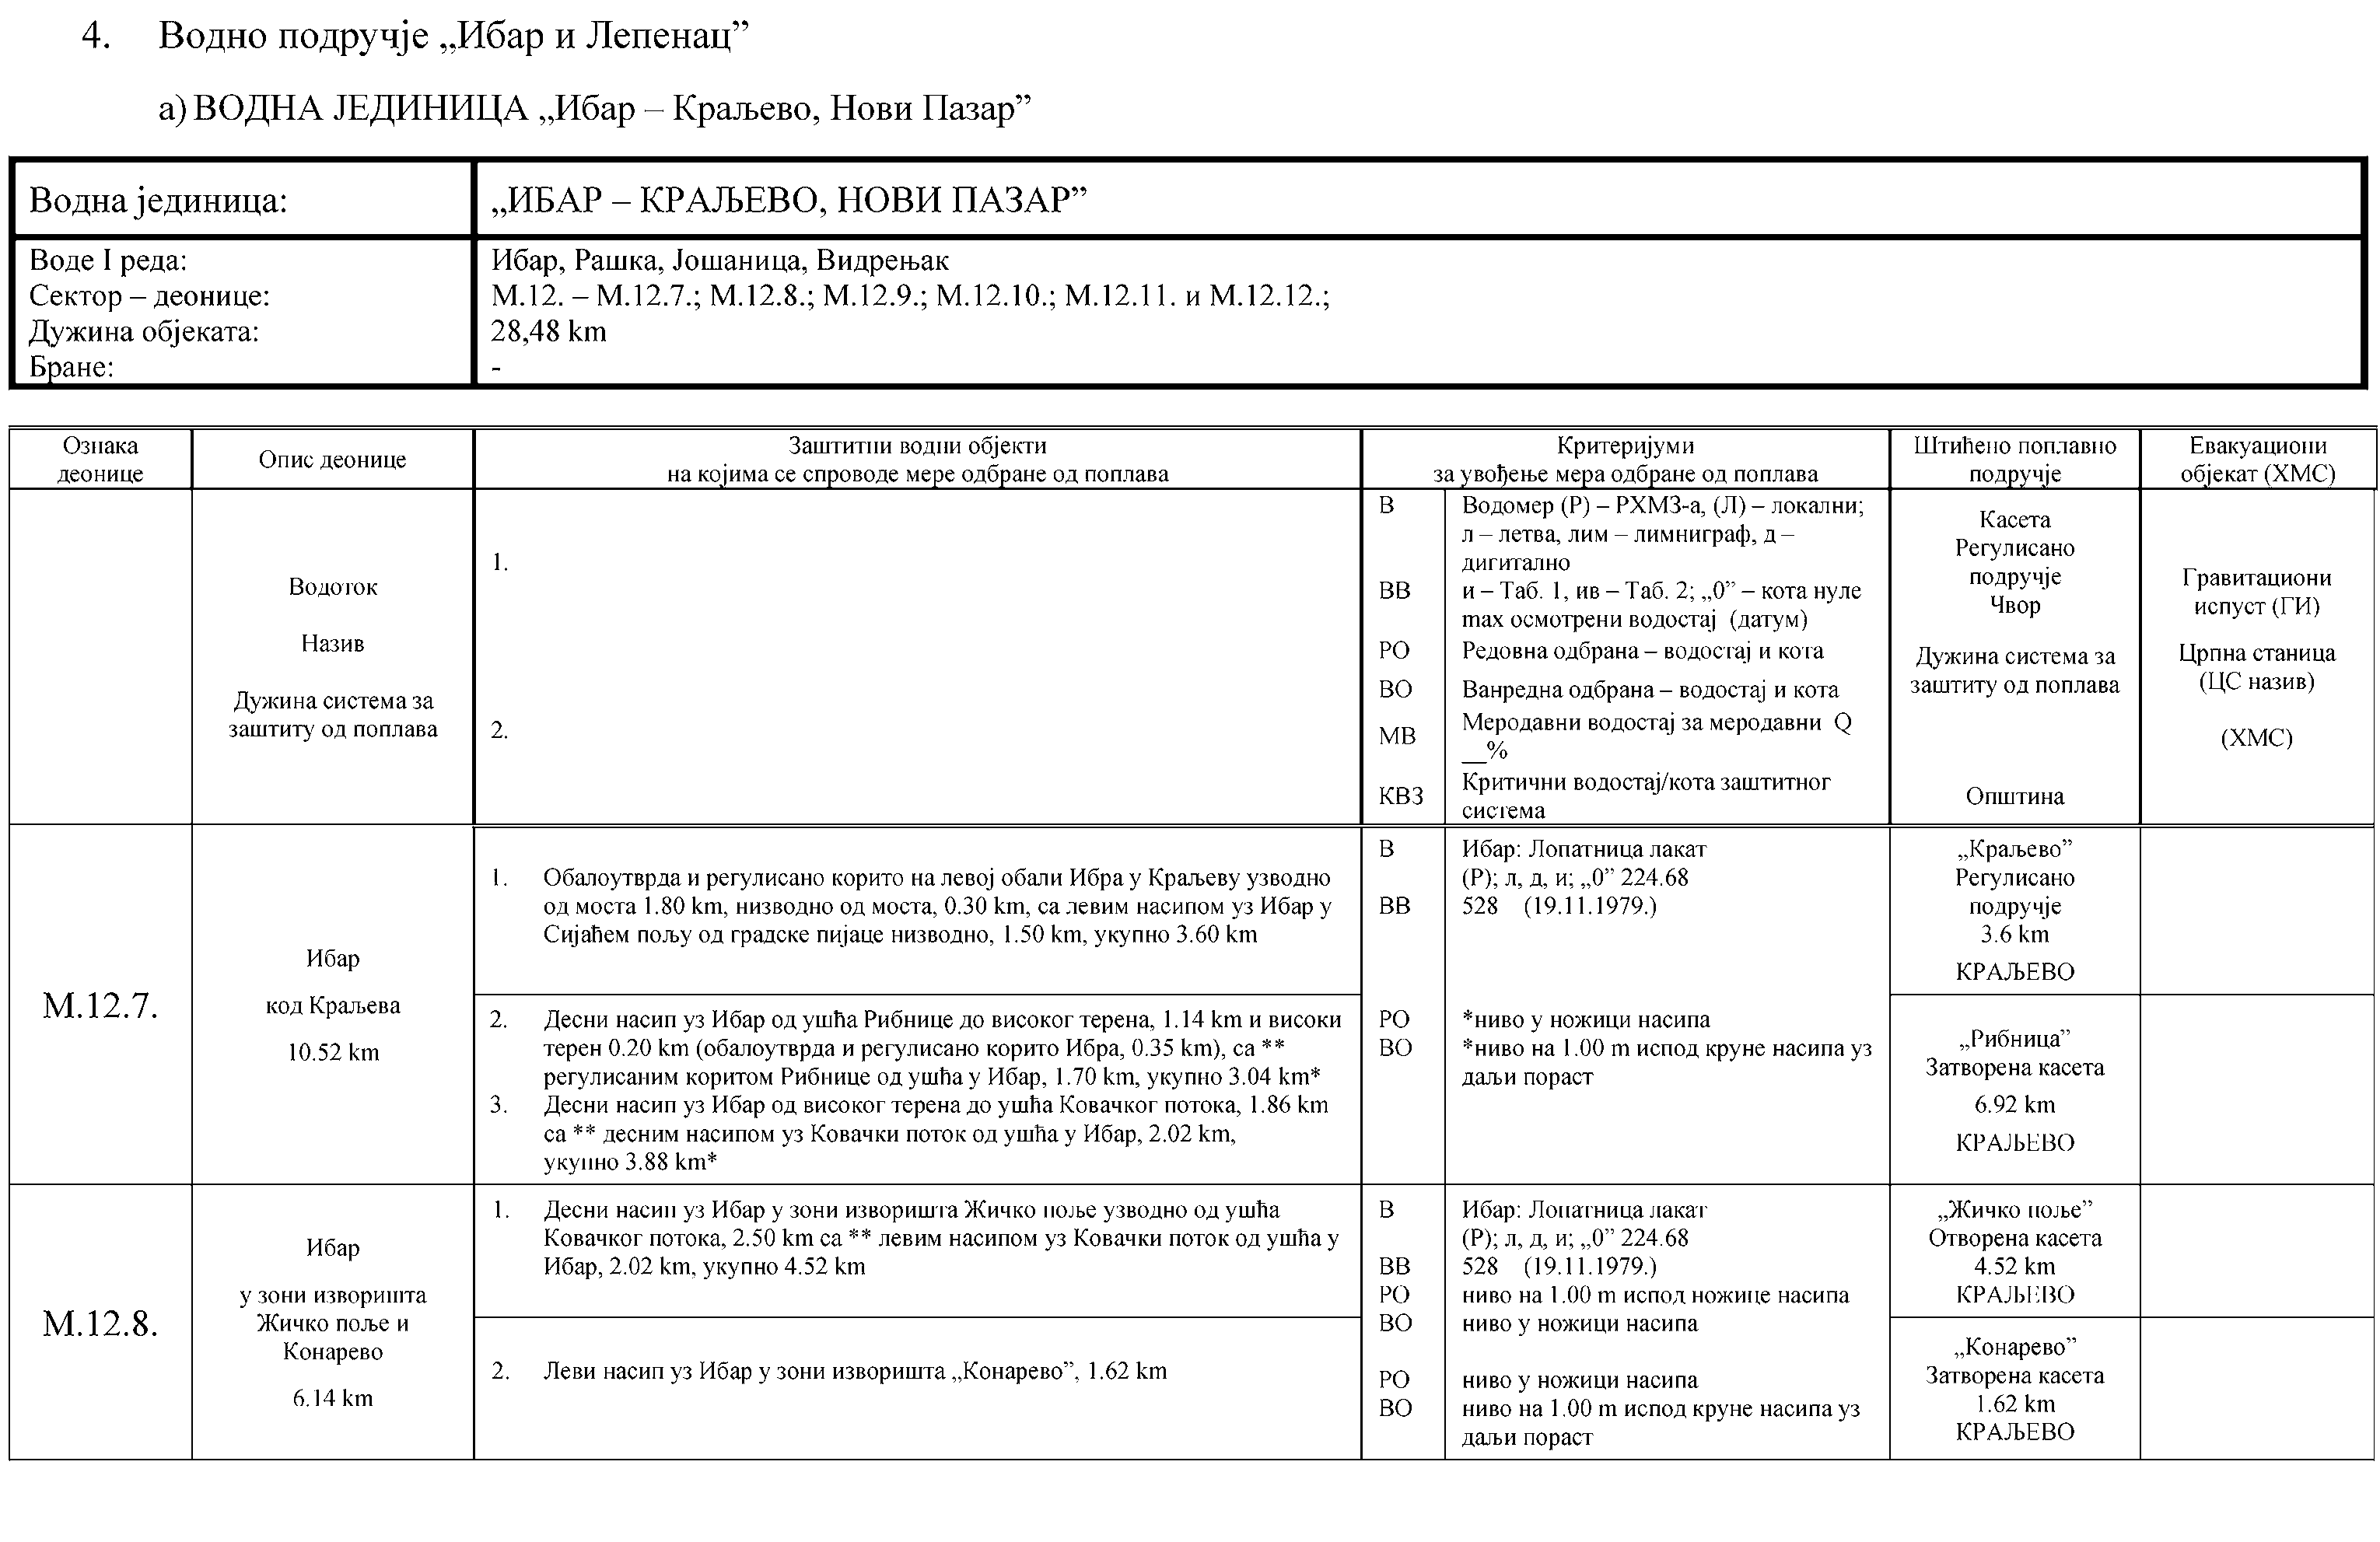 4. Водно подручје „Ибар и Лепенац”
а) ВОДНА ЈЕДИНИЦА „Ибар – Краљево, Нови Пазар”
Водна јединица: „ИБАР – КРАЉЕВО, НОВИ ПАЗАР”
Воде I реда: Ибар, Рашка, Јошаница, Видрењак
Сектор – деонице: М.12. – М.12.7.; М.12.8.; М.12.9.; М.12.10.; М.12.11. и М.12.12.;
Дужина објеката: 28,48 km
Бране: -
Ознака
деонице
Опис деонице
Заштитни водни објекти
на којима се спроводе мере одбране од поплава
Критеријуми
за увођење мера одбране од поплава
Штићено поплавно
подручје
Евакуациони
објекат (ХМС)
Водоток
Назив
Дужина система за
заштиту од поплава
1.
2.
В Водомер (Р) – РХМЗ-а, (Л) – локални;
л – летва, лим – лимниграф, д –
дигитално
ВВ и – Таб. 1, ив – Таб. 2; „0” – кота нуле
max осмотрени водостај (датум)
РО Редовна одбрана – водостај и кота
ВО Ванредна одбрана – водостај и кота
МВ Меродавни водостај за меродавни Q
__%
КВЗ Критични водостај/кота заштитног
система
Касета
Регулисано
подручје
Чвор
Дужина система за
заштиту од поплава
Општина
Гравитациони
испуст (ГИ)
Црпна станица
(ЦС назив)
(ХМС)
М.12.7.
Ибар
код Краљева
10.52 km
1. Обалоутврда и регулисано корито на левој обали Ибра у Краљеву узводно
од моста 1.80 km, низводно од моста, 0.30 km, са левим насипом уз Ибар у
Сијаћем пољу од градске пијаце низводно, 1.50 km, укупно 3.60 km
2. Десни насип уз Ибар од ушћа Рибнице до високог терена, 1.14 km и високи
терен 0.20 km (обалоутврда и регулисано корито Ибра, 0.35 km), са **
регулисаним коритом Рибнице од ушћа у Ибар, 1.70 km, укупно 3.04 km*
3. Десни насип уз Ибар од високог терена до ушћа Ковачког потока, 1.86 km
са ** десним насипом уз Ковачки поток од ушћа у Ибар, 2.02 km,
укупно 3.88 km*
В Ибар: Лопатница лакат
(Р); л, д, и; „0” 224.68
ВВ 528 (19.11.1979.)
РО *ниво у ножици насипа
ВО *ниво на 1.00 m испод круне насипа уз
даљи пораст
„Краљево”
Регулисано
подручје
3.6 km
КРАЉЕВО
„Рибница”
Затворена касета
6.92 km
КРАЉЕВО
М.12.8.
Ибар
у зони изворишта
Жичко поље и
Конарево
6.14 km
1. Десни насип уз Ибар у зони изворишта Жичко поље узводно од ушћа
Ковачког потока, 2.50 km са ** левим насипом уз Ковачки поток од ушћа у
Ибар, 2.02 km, укупно 4.52 km
2. Леви насип уз Ибар у зони изворишта „Конарево”, 1.62 km
В Ибар: Лопатница лакат
(Р); л, д, и; „0” 224.68
ВВ 528 (19.11.1979.)
РО ниво на 1.00 m испод ножице насипа
ВО ниво у ножици насипа
РО ниво у ножици насипа
ВО ниво на 1.00 m испод круне насипа уз
даљи пораст
„Жичко поље”
Отворена касета
4.52 km
КРАЉЕВО
„Конарево”
Затворена касета
1.62 km
КРАЉЕВО